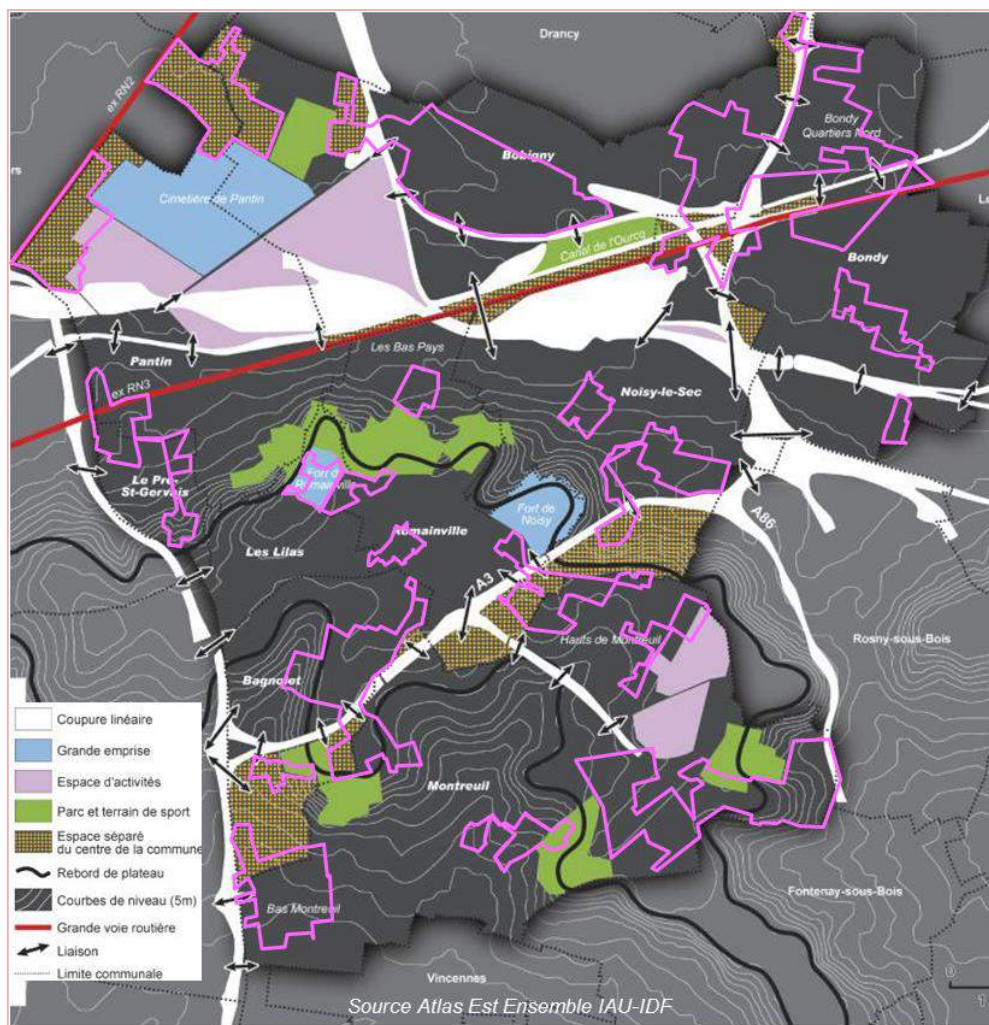 Drancy
ex RN2
Bondy
Quartiers Nord
Bobigny
Cimetière de Pantin
Canal de l'Ourcq
Bondy
Les Bas Pays
Pantin
ex RN3
Noisy-le-Sec
Le Pré-
St-Gervais
Fort de
Romainville
Fort de
Noisy
A86
Les Lilas
Romainville
A3
Hauts de Montreuil
Rosny-sous-Bois
Bagnolet
Montreuil
Bas Montreuil
Fontenay-sous-Bois
Vincennes
Coupure linéaire
Grande emprise
Espace d'activités
Parc et terrain de sport
Espace séparé
du centre de la commune
Rebord de plateau
Courbes de niveau (5m)
Grande voie routière
Liaison
Limite communale
0
1
Source Atlas Est Ensemble IAU-IDF